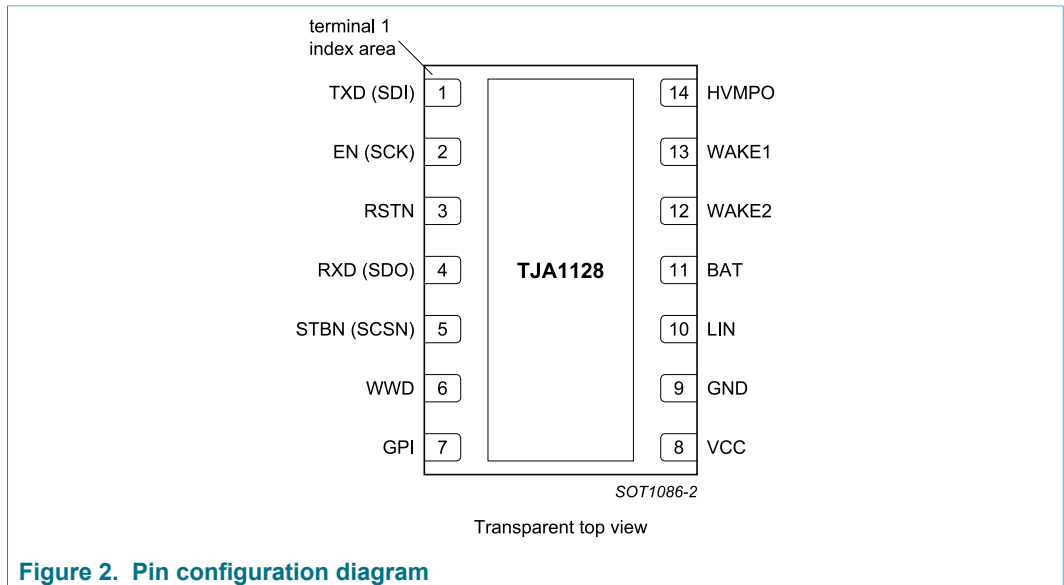 terminal 1
index area
TXD (SDI) 1
14 HVMPO
EN (SCK) 2
13 WAKE1
RSTN 3
12 WAKE2
RXD (SDO) 4
TJA1128
11 BAT
STBN (SCSN) 5
10 LIN
WWD 6
9 GND
GPI 7
8 VCC
SOT1086-2
Transparent top view
Figure 2. Pin configuration diagram